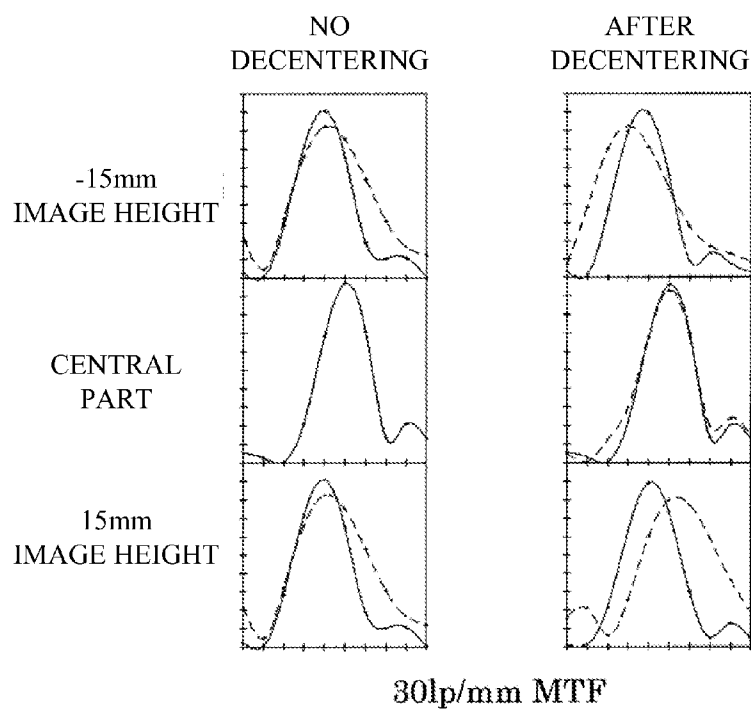 NO
DECENTERING
AFTER
DECENTERING
-15mm
IMAGE HEIGHT
CENTRAL
PART
15mm
IMAGE HEIGHT
30lp/mm MTF